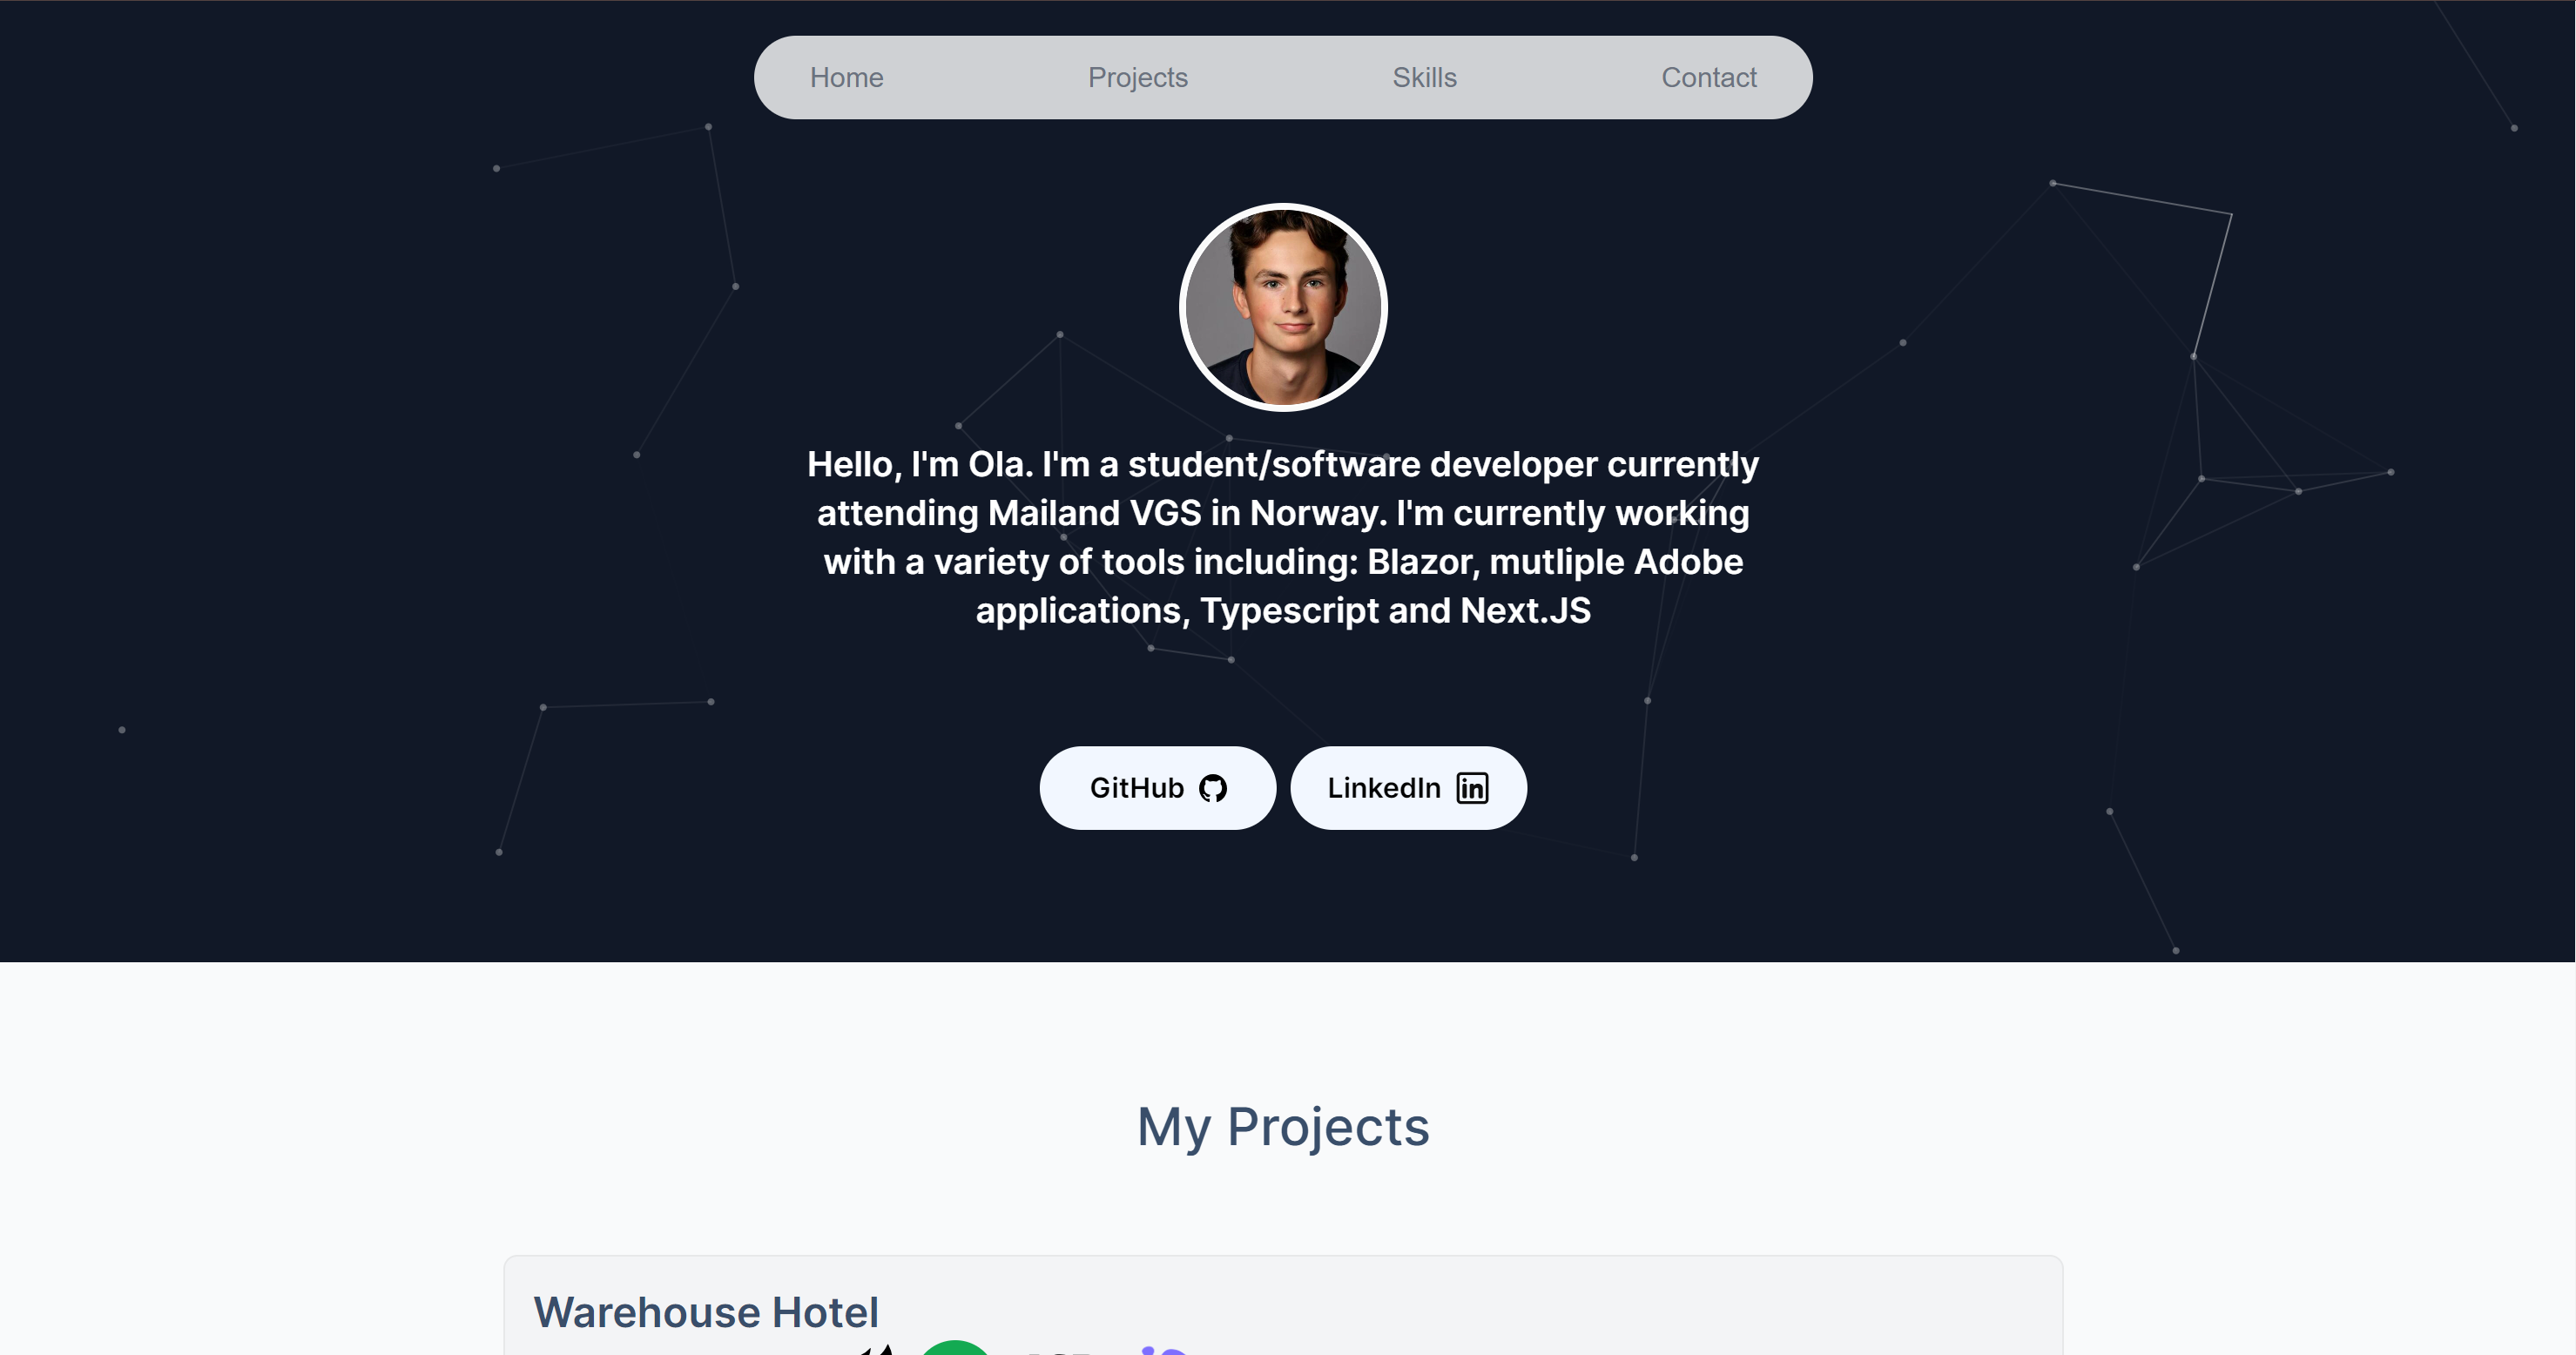 Home Projects Skills Contact
Hello, I'm Ola. I'm a student/software developer currently
attending Mailand VGS in Norway. I'm currently working
with a variety of tools including: Blazor, mutliple Adobe
applications, Typescript and Next.JS
GitHub LinkedIn in
My Projects
Warehouse Hotel